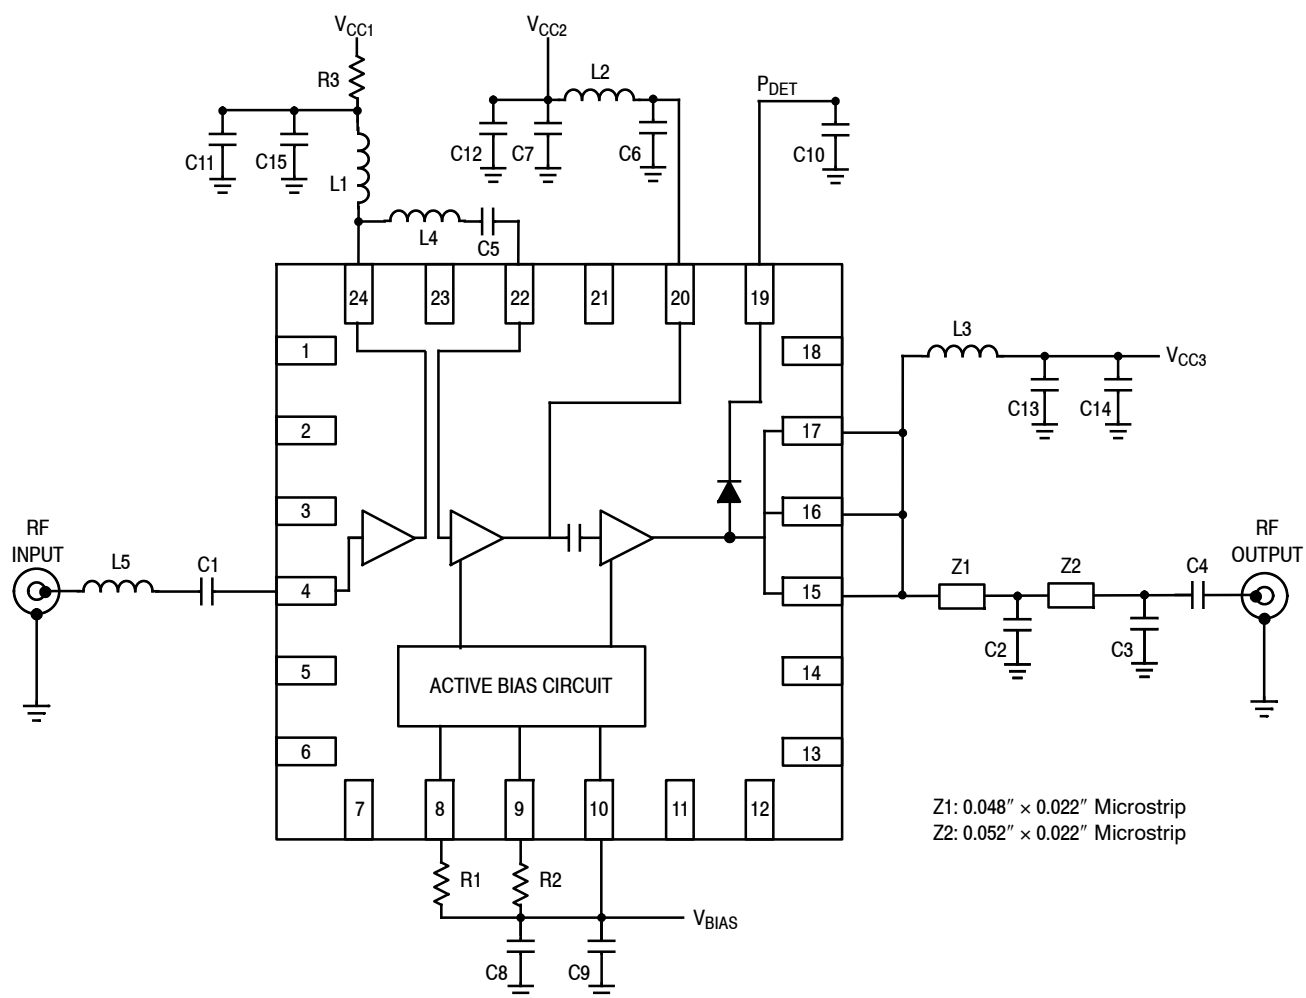 VCC1
VCC2
R3
L2
PDET
C11
C15
L1
C12
C7
C6
C10
L4
C5
24
23
22
21
20
19
1
18
L3
VCC3
C13
C14
2
17
3
16
RF
INPUT
L5
C1
4
15
Z1
Z2
C4
RF
OUTPUT
C2
C3
5
ACTIVE BIAS CIRCUIT
14
6
13
7
8
9
10
11
12
Z1: 0.048″ × 0.022″ Microstrip
Z2: 0.052″ × 0.022″ Microstrip
R1
R2
VBIAS
C8
C9